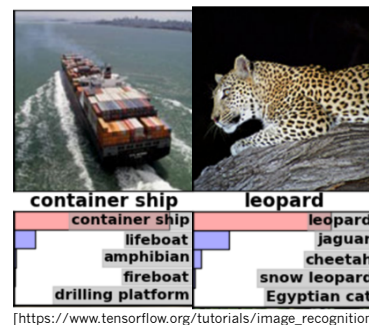 container ship
container ship
lifeboat
amphibian
fireboat
drilling platform
leopard
leopard
jaguar
cheetah
snow leopard
Egyptian cat
[https://www.tensorflow.org/tutorials/image_recognition